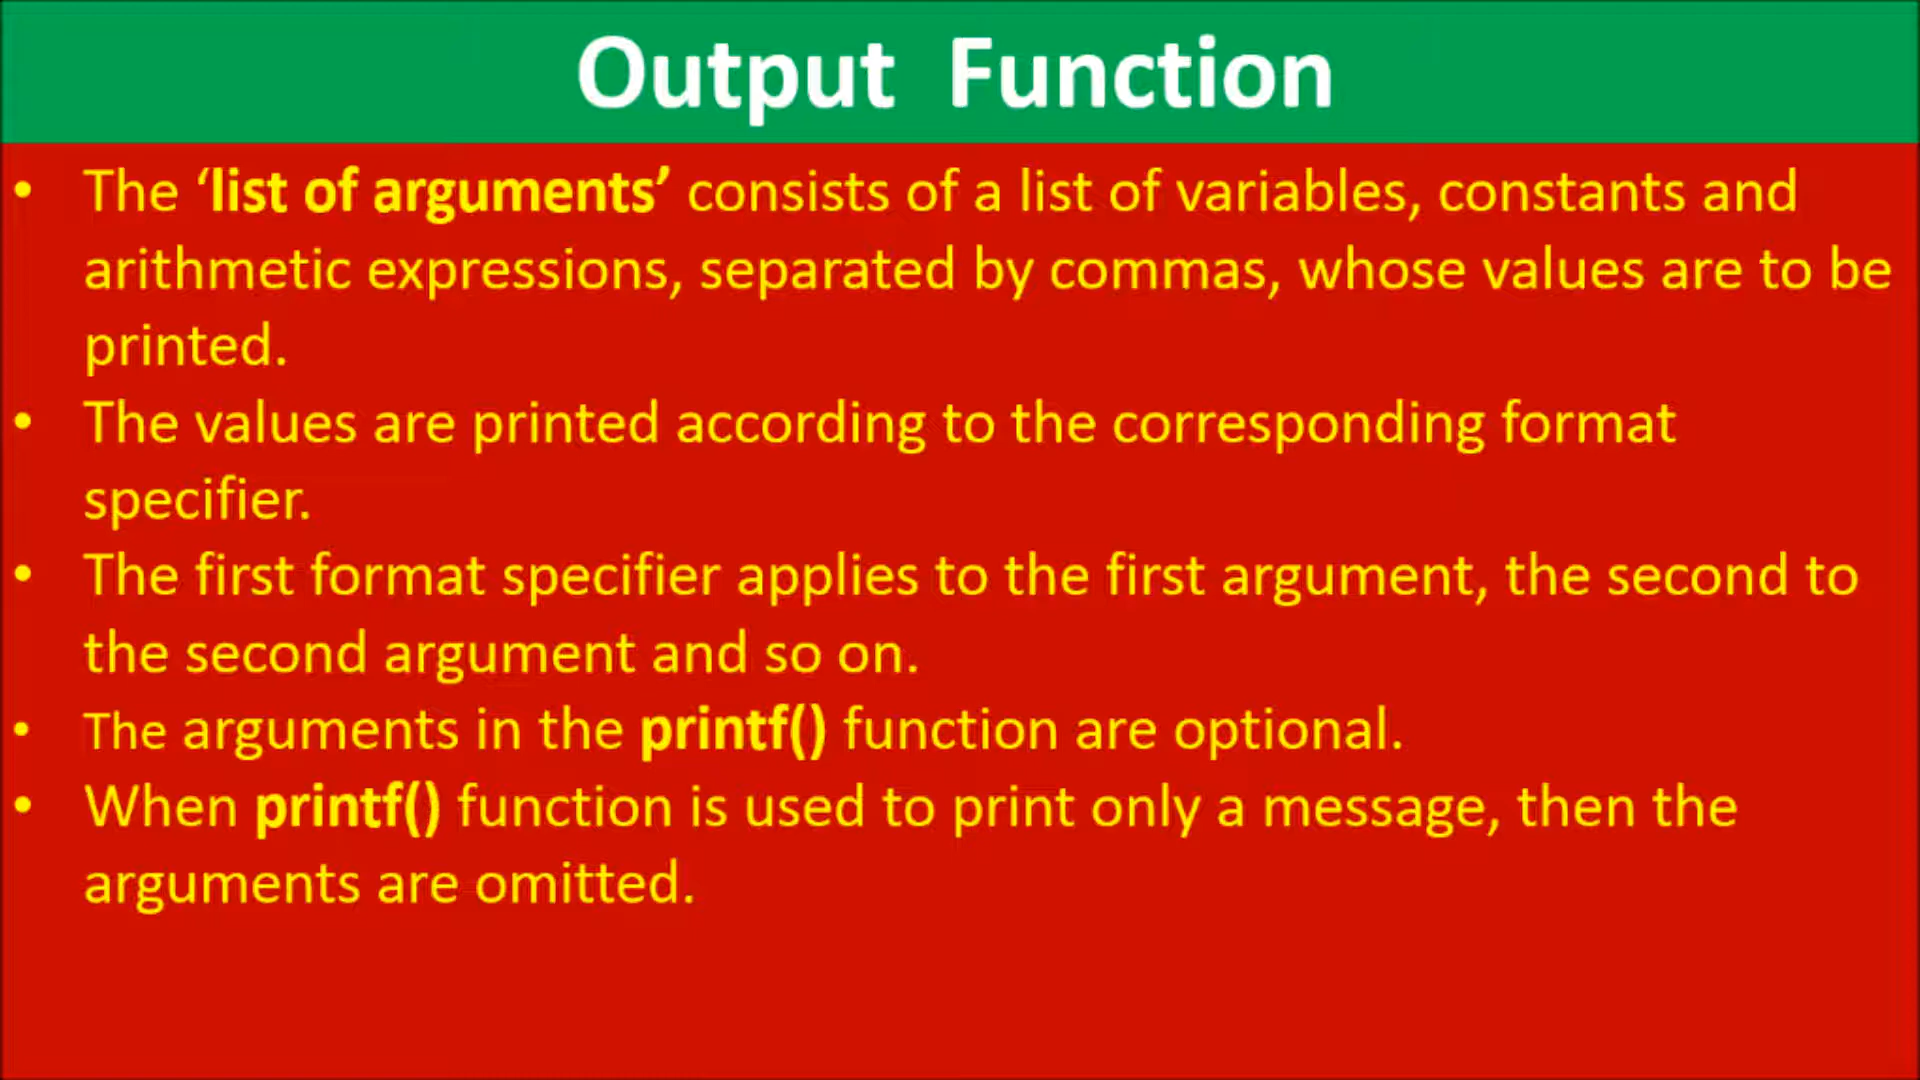 Output Function
• The ‘list of arguments’ consists of a list of variables, constants and
arithmetic expressions, separated by commas, whose values are to be
printed.
• The values are printed according to the corresponding format
specifier.
• The first format specifier applies to the first argument, the second to
the second argument and so on.
• The arguments in the printf() function are optional.
• When printf() function is used to print only a message, then the
arguments are omitted.